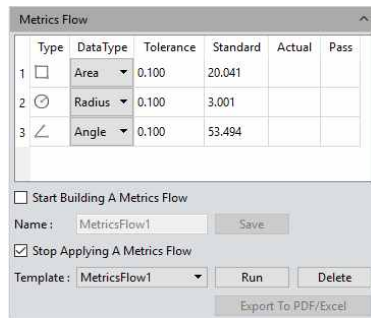 Metrics Flow
Type DataType Tolerance Standard Actual Pass
1 Area 0.100 20.041
2 Radius 0.100 3.001
3 Angle 0.100 53.494
Start Building A Metrics Flow
Name : MetricsFlow1 Save
Stop Applying A Metrics Flow
Template : MetricsFlow1 Run Delete
Export To PDF/Excel